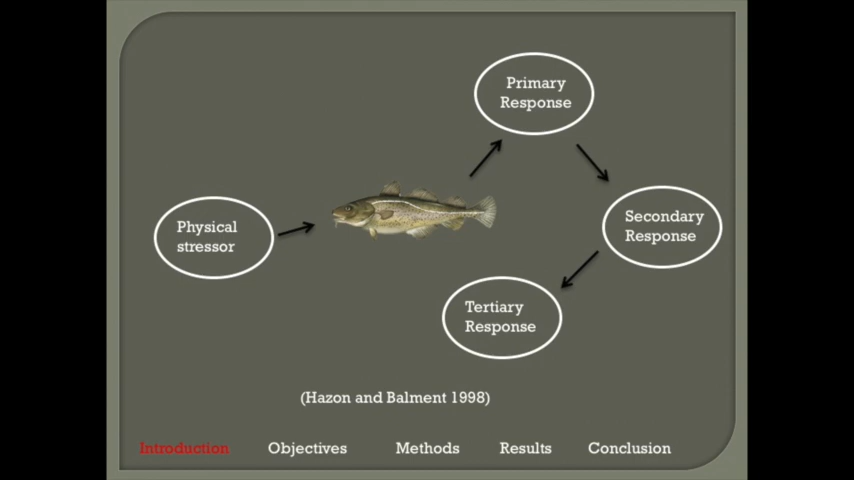 Primary
Response
Physical
stressor
Secondary
Response
Tertiary
Response
(Hazon and Balment 1998)
Introduction Objectives Methods Results Conclusion